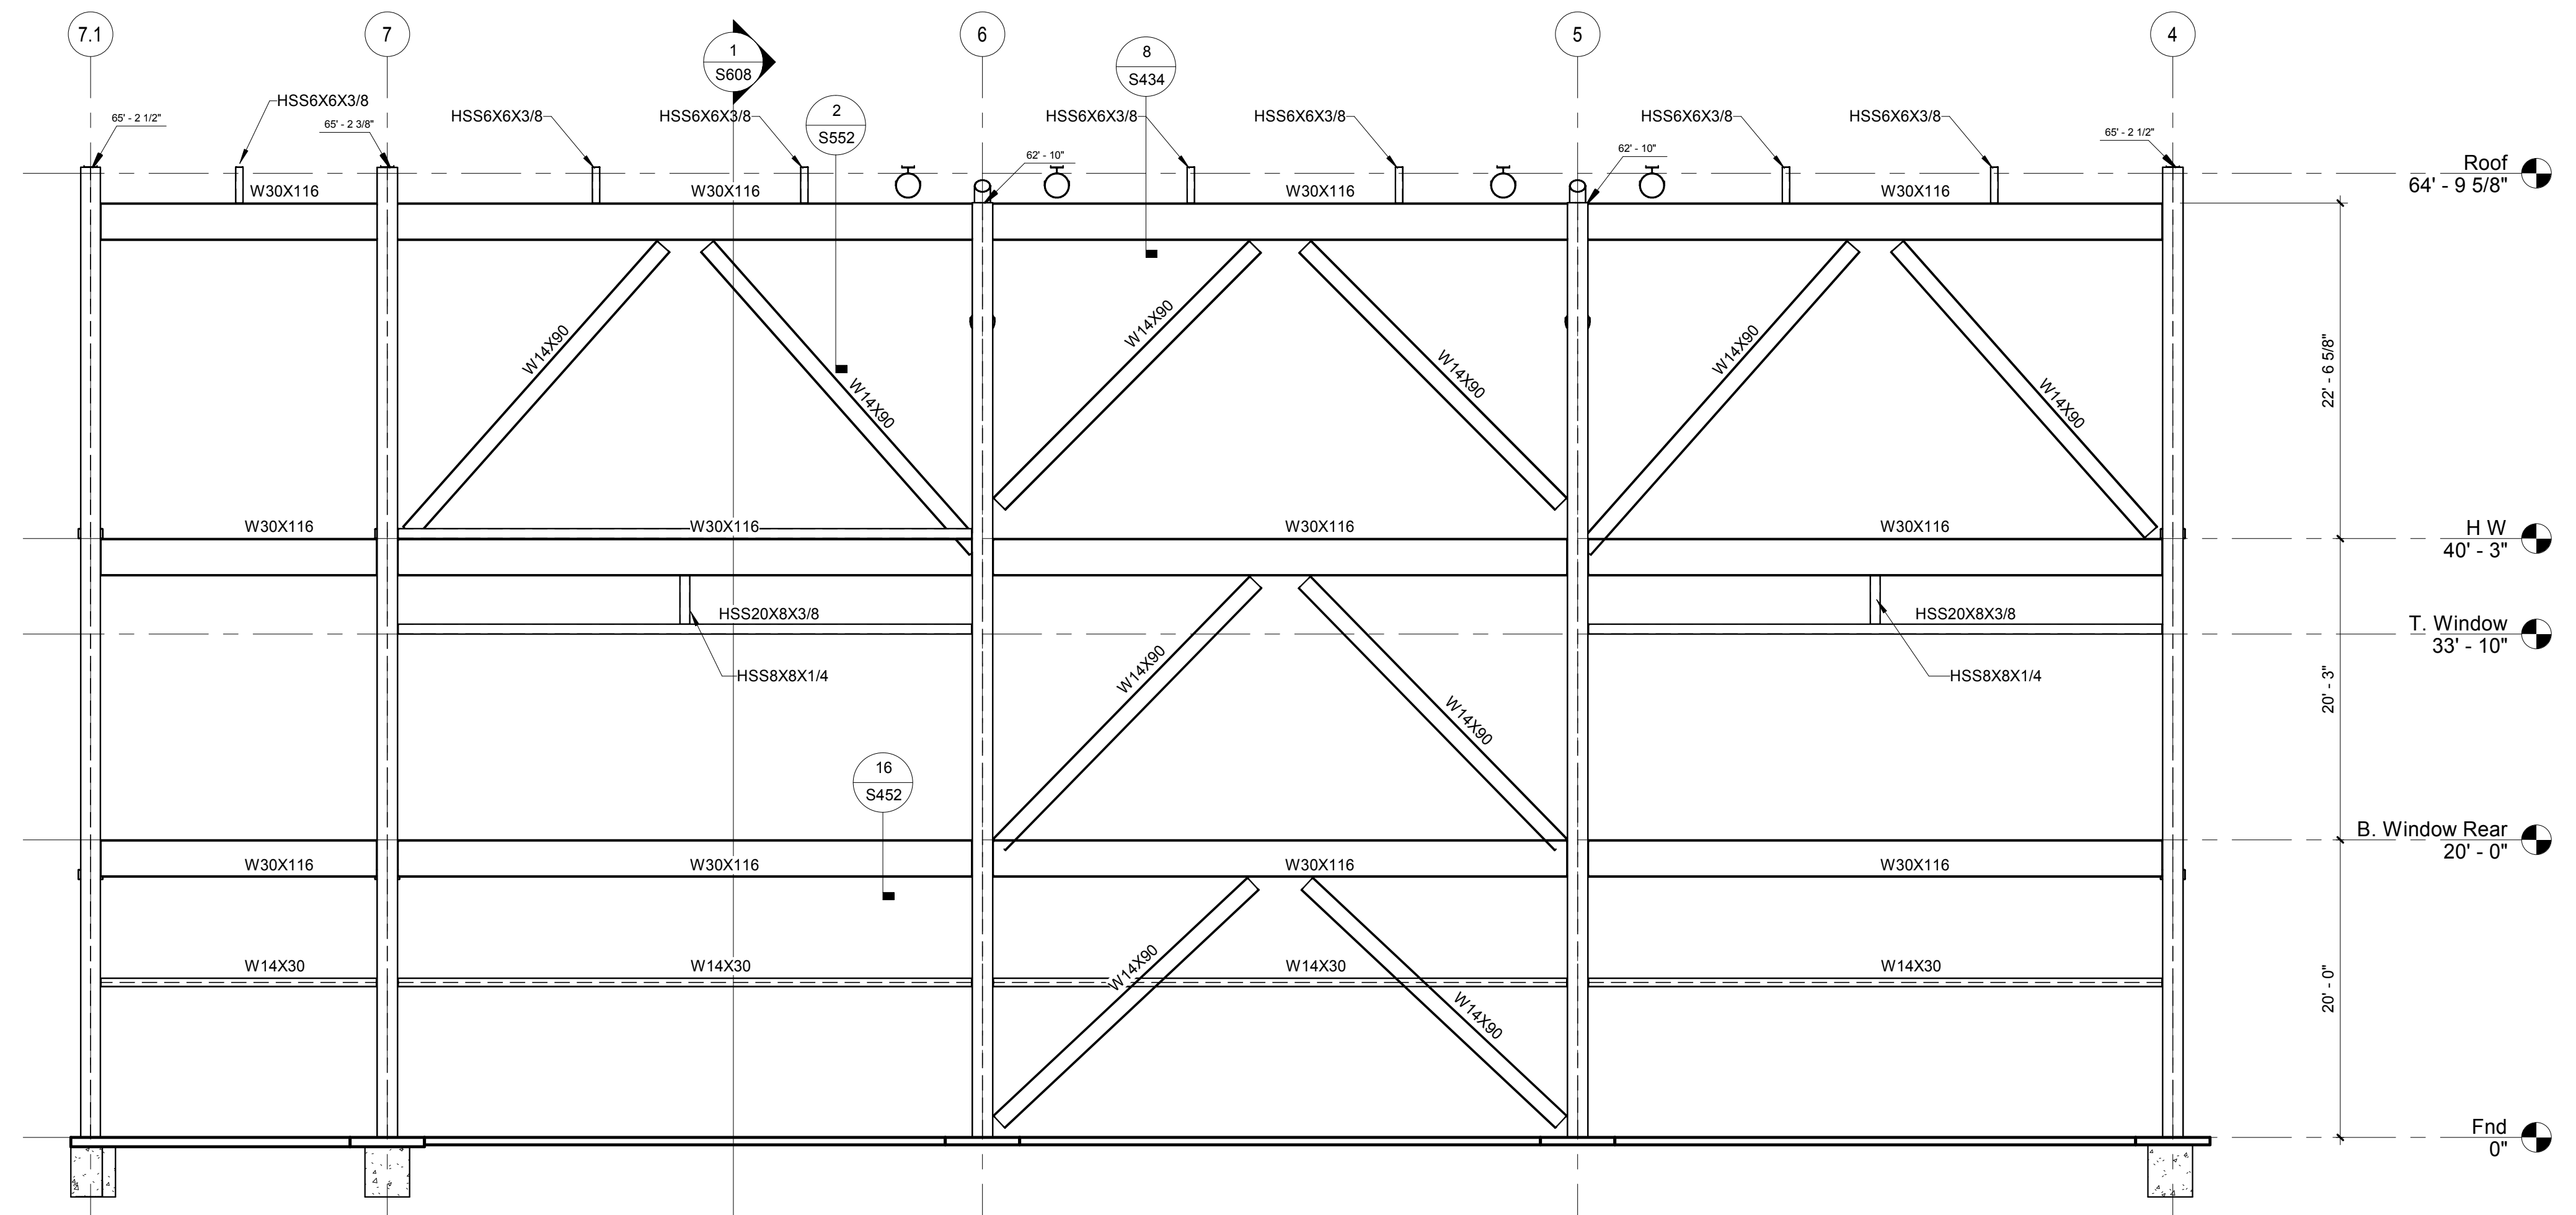 7.1
7
6
5
4
1
S608
2
S552
8
S434
HSS6X6X3/8
HSS6X6X3/8
HSS6X6X3/8
HSS6X6X3/8
HSS6X6X3/8
HSS6X6X3/8
HSS6X6X3/8
65' - 2 1/2"
65' - 2 3/8"
62' - 10"
62' - 10"
65' - 2 1/2"
Roof
64' - 9 5/8"
W30X116
W30X116
W30X116
W30X116
W14X90
W14X90
W14X90
W14X90
W14X90
W14X90
22' - 6 5/8"
W30X116
W30X116
W30X116
W30X116
H W
40' - 3"
HSS20X8X3/8
HSS20X8X3/8
T. Window
33' - 10"
HSS8X8X1/4
HSS8X8X1/4
W14X90
W14X90
20' - 3"
16
S452
B. Window Rear
20' - 0"
W30X116
W30X116
W30X116
W30X116
W14X30
W14X30
W14X90
W14X30
W14X90
W14X30
20' - 0"
Fnd
0"